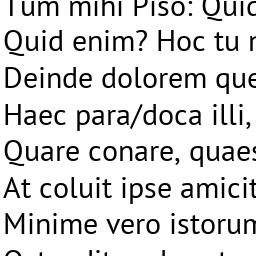 Tum mihi Piso: Quid
Quid enim? Hoc tu
Deinde dolorem que
Haec para/doca illi,
Quare conare, quaes
At coluit ipse amicit
Minime vero istorum